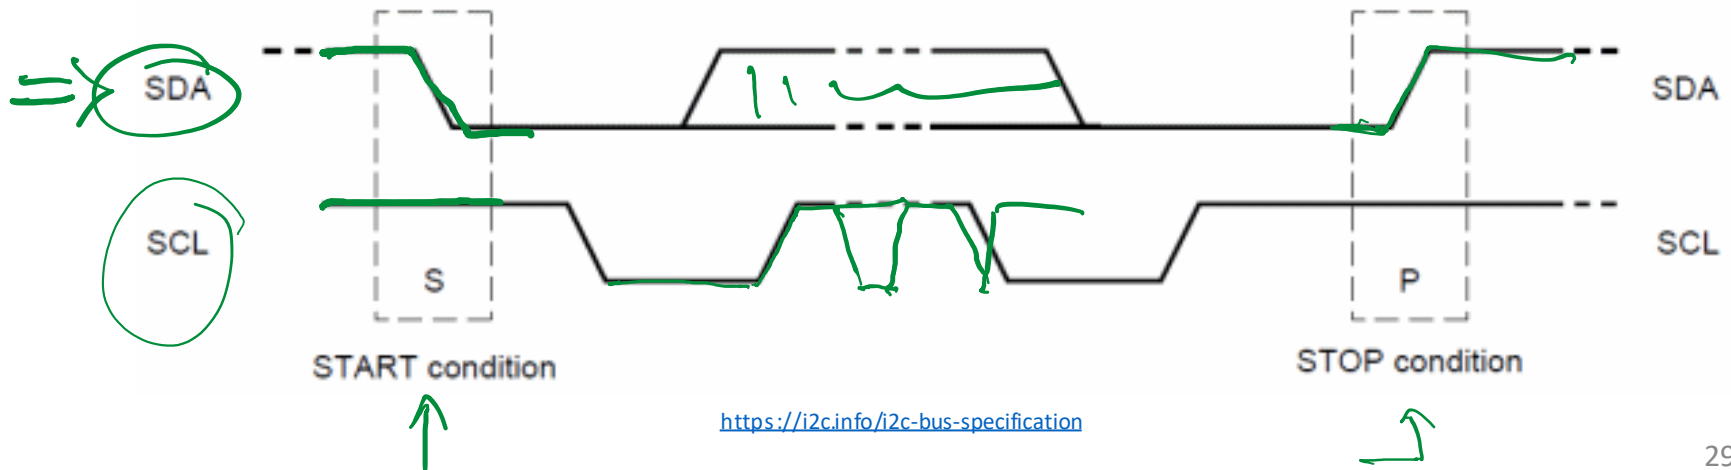 SDA
SDA
SCL
SCL
S
P
START condition
STOP condition
https://i2c.info/i2c-bus-specification
29